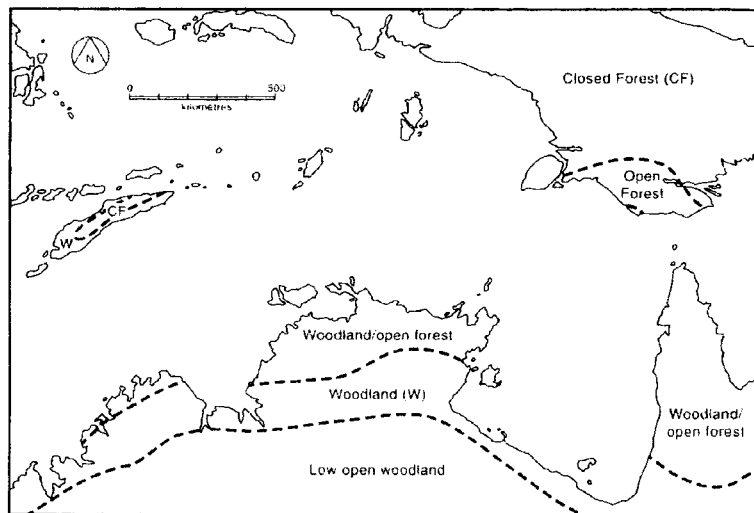 N
0 500
kilometres
Closed Forest (CF)
Open
Forest
CF
W
Woodland/open forest
Woodland (W)
Woodland/
open forest
Low open woodland